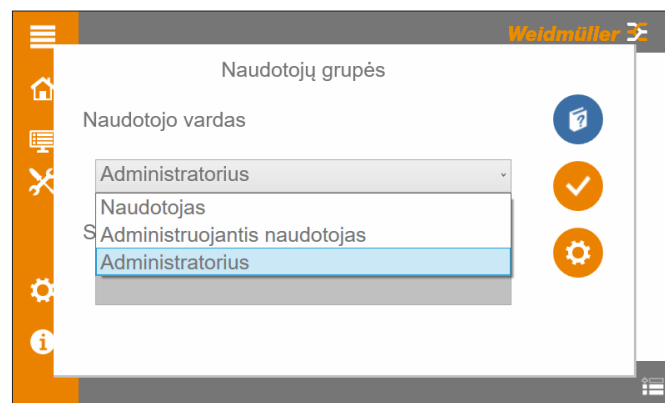 Weidmüller
Naudotojų grupės
Naudotojo vardas
Administratorius
Naudotojas
S
Administruojantis naudotojas
Administratorius